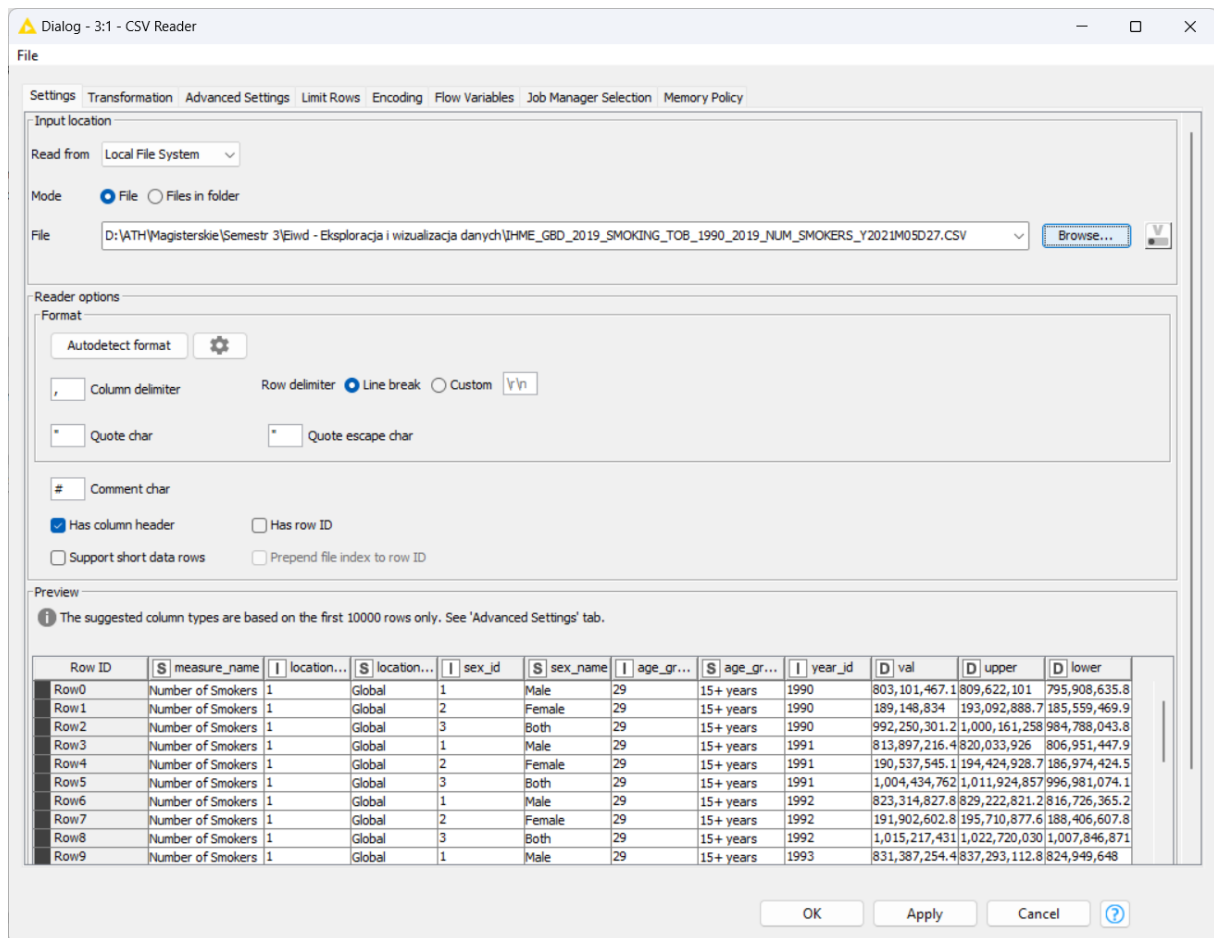 Dialog - 3:1 - CSV Reader
File
Settings Transformation Advanced Settings Limit Rows Encoding Flow Variables Job Manager Selection Memory Policy
Input location
Read from Local File System
Mode File Files in folder
File D:\ATH\Magisterskie\Semestr 3\Eiwd - Eksploracja i wizualizacja danych\IHME_GBD_2019_SMOKING_TOB_1990_2019_NUM_SMOKERS_Y2021M05D27.CSV Browse... V
Reader options
Format
Autodetect format
, Column delimiter Row delimiter Line break Custom \r\n
" Quote char " Quote escape char
# Comment char
Has column header Has row ID
Support short data rows Prepend file index to row ID
Preview
i The suggested column types are based on the first 10000 rows only. See 'Advanced Settings' tab.
Row ID S measure_name I location... S location... I sex_id S sex_name I age_gr... S age_gr... I year_id D val D upper D lower
Row0 Number of Smokers 1 Global 1 Male 29 15+ years 1990 803,101,467.1 809,622,101 795,908,635.8
Row1 Number of Smokers 1 Global 2 Female 29 15+ years 1990 189,148,834 193,092,888.7 185,559,469.9
Row2 Number of Smokers 1 Global 3 Both 29 15+ years 1990 992,250,301.2 1,000,161,258 984,788,043.8
Row3 Number of Smokers 1 Global 1 Male 29 15+ years 1991 813,897,216.4 820,033,926 806,951,447.9
Row4 Number of Smokers 1 Global 2 Female 29 15+ years 1991 190,537,545.1 194,424,928.7 186,974,424.5
Row5 Number of Smokers 1 Global 3 Both 29 15+ years 1991 1,004,434,762 1,011,924,857 996,981,074.1
Row6 Number of Smokers 1 Global 1 Male 29 15+ years 1992 823,314,827.8 829,222,821.2 816,726,365.2
Row7 Number of Smokers 1 Global 2 Female 29 15+ years 1992 191,902,602.8 195,710,877.6 188,406,607.8
Row8 Number of Smokers 1 Global 3 Both 29 15+ years 1992 1,015,217,431 1,022,720,030 1,007,846,871
Row9 Number of Smokers 1 Global 1 Male 29 15+ years 1993 831,387,254.4 837,293,112.8 824,949,648
OK Apply Cancel ?